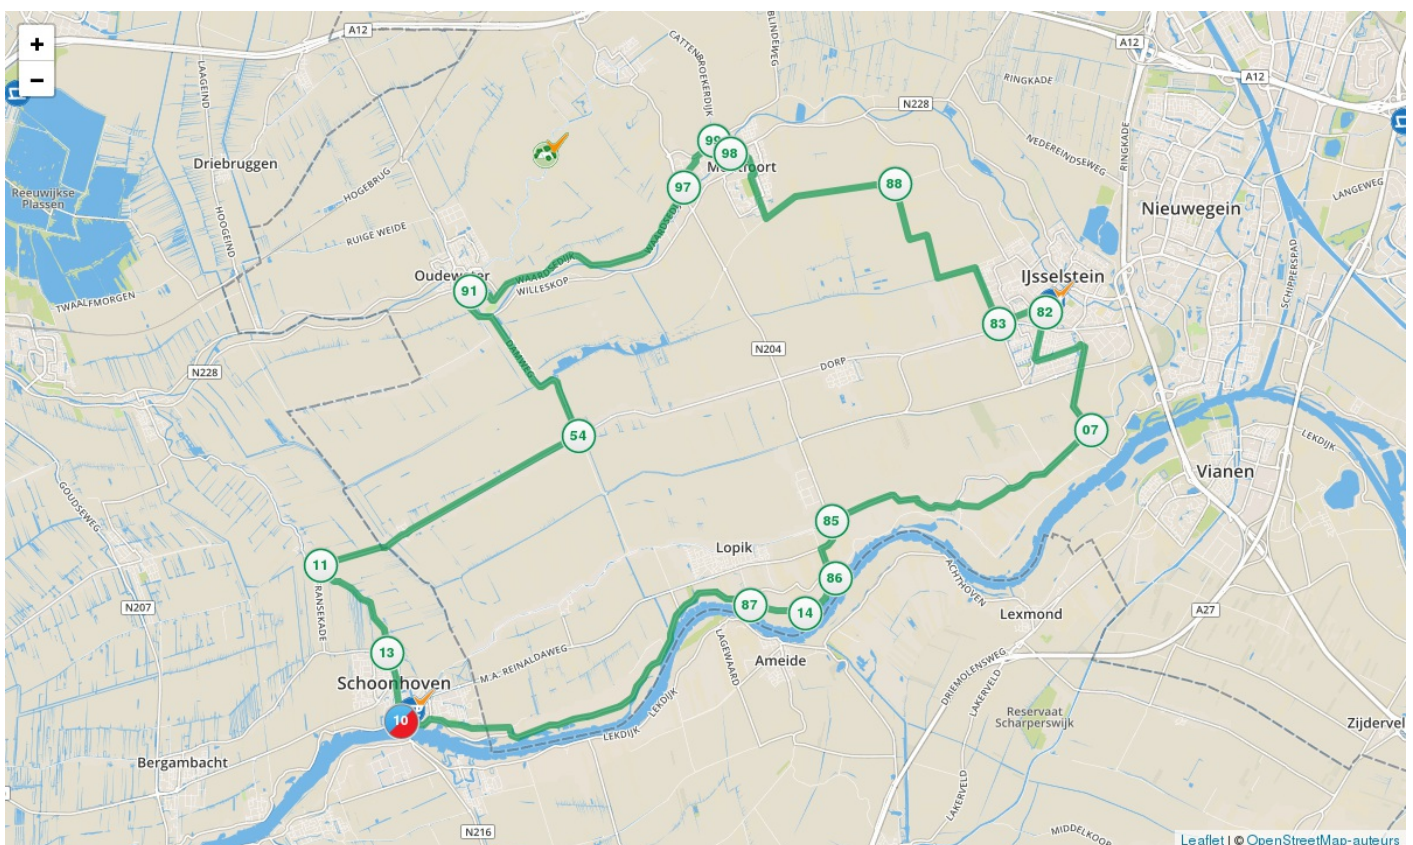 +
−
A12
CATTENBROEKERDIJK
BLINDEWEG
A12
RINGKADE
A12
LAAGEIND
N228
RINGKADE
NEDEREINDSEWEG
Driebruggen
99
98
LANGEWEG
HOGEBRUG
97
88
Reeuwijkse
Plassen
HOOGEIND
Nieuwegein
RUIGE WEIDE
WAARDSEDIJK
SCHIPPERSPAD
Oudewater
WAARDSEDIJK
WILLESKOP
IJsselstein
91
TWAALFMORGEN
82
83
DAMWEG
N204
DORP
N228
54
07
LEKDIJK
Vianen
GOUDSEWEG
85
Lopik
11
86
ACHTHOVEN
N207
87
14
Lexmond
A27
13
LAGEWAARD
Ameide
M.A. REINALDAWEG
DRIEMOLENSWEG
LAKERVELD
Schoonhoven
LEKDIJK
10
Reservaat
Scharperswijk
Zijdervel
LEKDIJK
Bergambacht
LAKERVELD
N216
MIDDELKOOP
Leaflet | © OpenStreetMap-auteurs